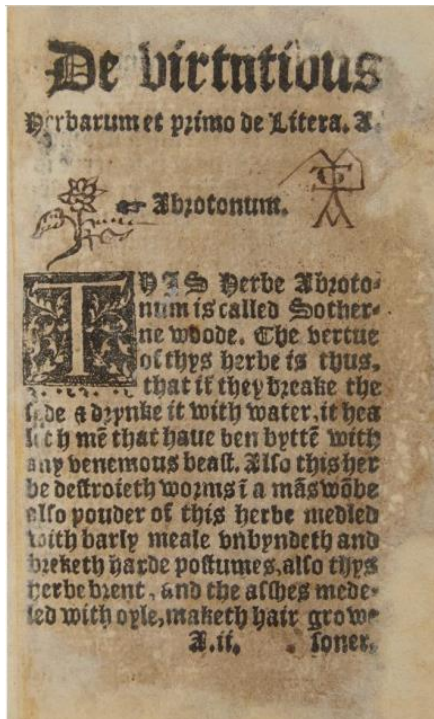 De virtutibus
Herbarum et primo de Litera. A.
☛ Abrotonum.
TG
THIS Herbe Abroto-
num is called Sother-
ne woode. The vertue
of thys herbe is thus,
that if they breake the
sede & drynke it with water, it hea
leth mē that haue ben byttē with
any venemous beast. Also this her
be destroieth worms ī a mās wōbe
also pouder of this herbe medled
with barly meale vnbyndeth and
breketh harde postumes, also thys
herbe brent, and the asshes mede-
led with oyle, maketh hair growe
A.ii. soner.